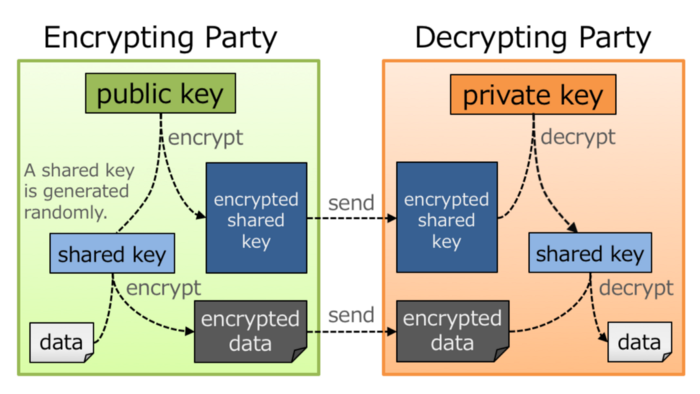 Encrypting Party
public key
encrypt
A shared key
is generated
randomly.
encrypted
shared
key
shared key
encrypt
data
encrypted
data
send
send
Decrypting Party
private key
decrypt
encrypted
shared
key
shared key
decrypt
encrypted
data
data